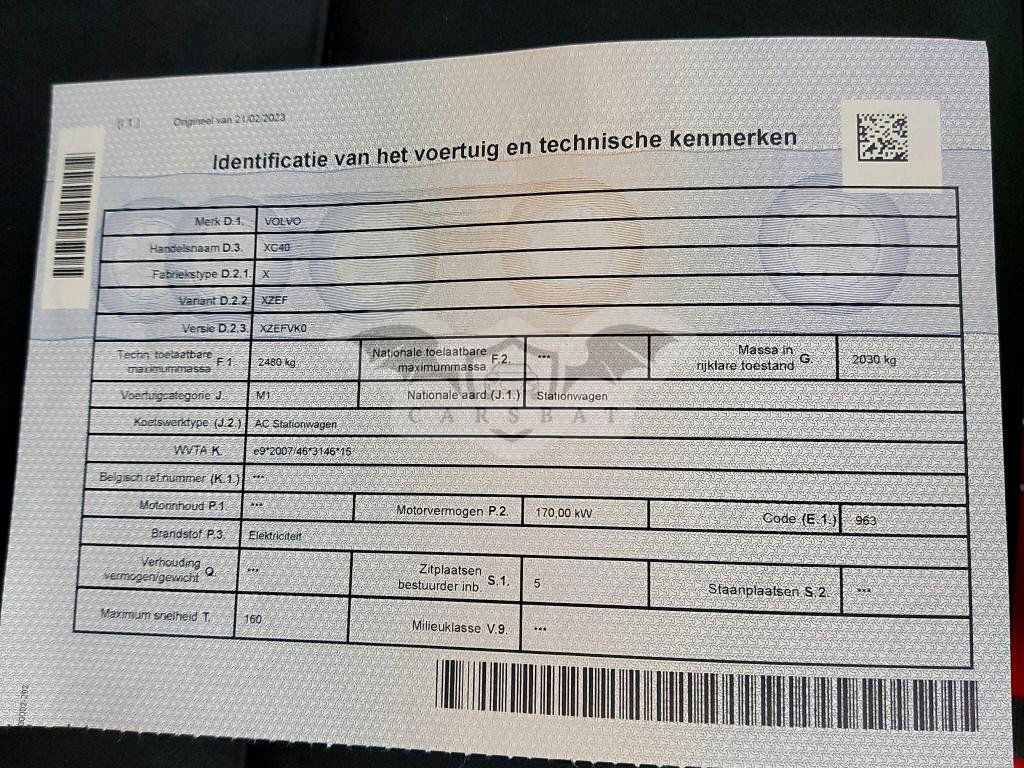 (I.1.) Origineel van 21/02/2023
Identificatie van het voertuig en technische kenmerken
Merk D.1. VOLVO
Handelsnaam D.3. XC40
Fabriekstype D.2.1. X
Variant D.2.2. XZEF
Versie D.2.3. XZEFVK0
Techn. toelaatbare maximummassa F.1. 2480 kg Nationale toelaatbare maximummassa F.2. *** Massa in rijklare toestand G. 2030 kg
Voertuigcategorie J. M1 Nationale aard (J.1.) Stationwagen
CARSBAT
Koetswerktype (J.2.) AC Stationwagen
WVTA K. e9*2007/46*3146*15
Belgisch ref.nummer (K.1.) ***
Motorinhoud P.1. *** Motorvermogen P.2. 170,00 kW Code (E.1.) 963
Brandstof P.3. Elektriciteit
Verhouding vermogen/gewicht Q. *** Zitplaatsen bestuurder inb. S.1. 5 Staanplaatsen S.2. ***
Maximum snelheid T. 160 Milieuklasse V.9. ***